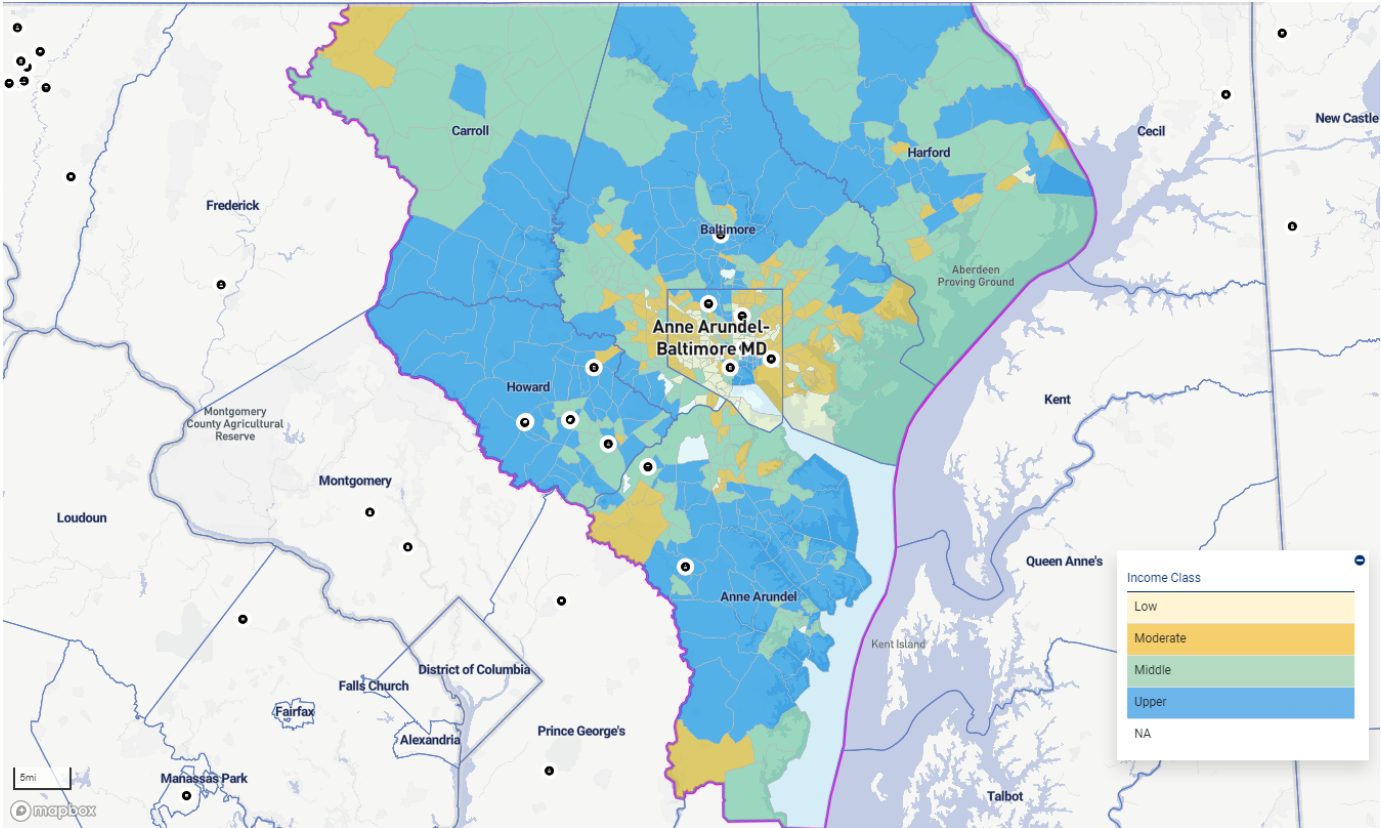 New Castle
Cecil
Carroll
Harford
Frederick
Baltimore
Aberdeen
Proving Ground
Anne Arundel-
Baltimore MD
Howard
Kent
Montgomery
County Agricultural
Reserve
Montgomery
Loudoun
Queen Anne's
Income Class
Low
Moderate
Middle
Upper
NA
Anne Arundel
Kent Island
District of Columbia
Falls Church
Fairfax
Alexandria
Prince George's
Manassas Park
Talbot
5mi
mapbox